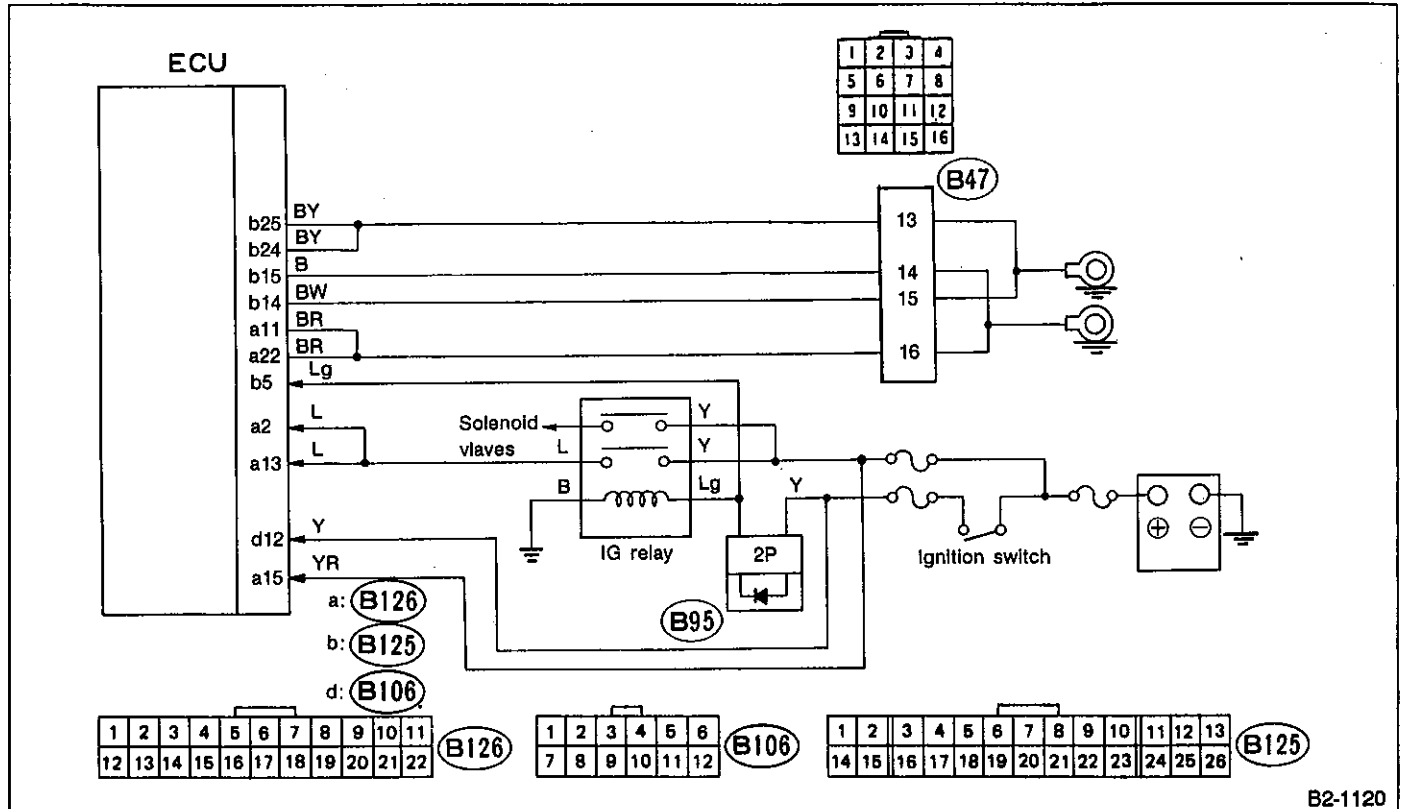 ECU
1 2 3 4
5 6 7 8
9 10 11 12
13 14 15 16
B47
b25 BY
b24 BY
b15 B
b14 BW
a11 BR
a22 BR
b5 Lg
a2 L
a13 L
d12 Y
a15 YR
13
14
15
16
Solenoid
vlaves
L
B
Y
Y
Lg
IG relay
Y
2P
B95
Ignition switch
+ −
a: B126
b: B125
d: B106
1 2 3 4 5 6 7 8 9 10 11
12 13 14 15 16 17 18 19 20 21 22
B126
1 2 3 4 5 6
7 8 9 10 11 12
B106
1 2 3 4 5 6 7 8 9 10 11 12 13
14 15 16 17 18 19 20 21 22 23 24 25 26
B125
B2-1120